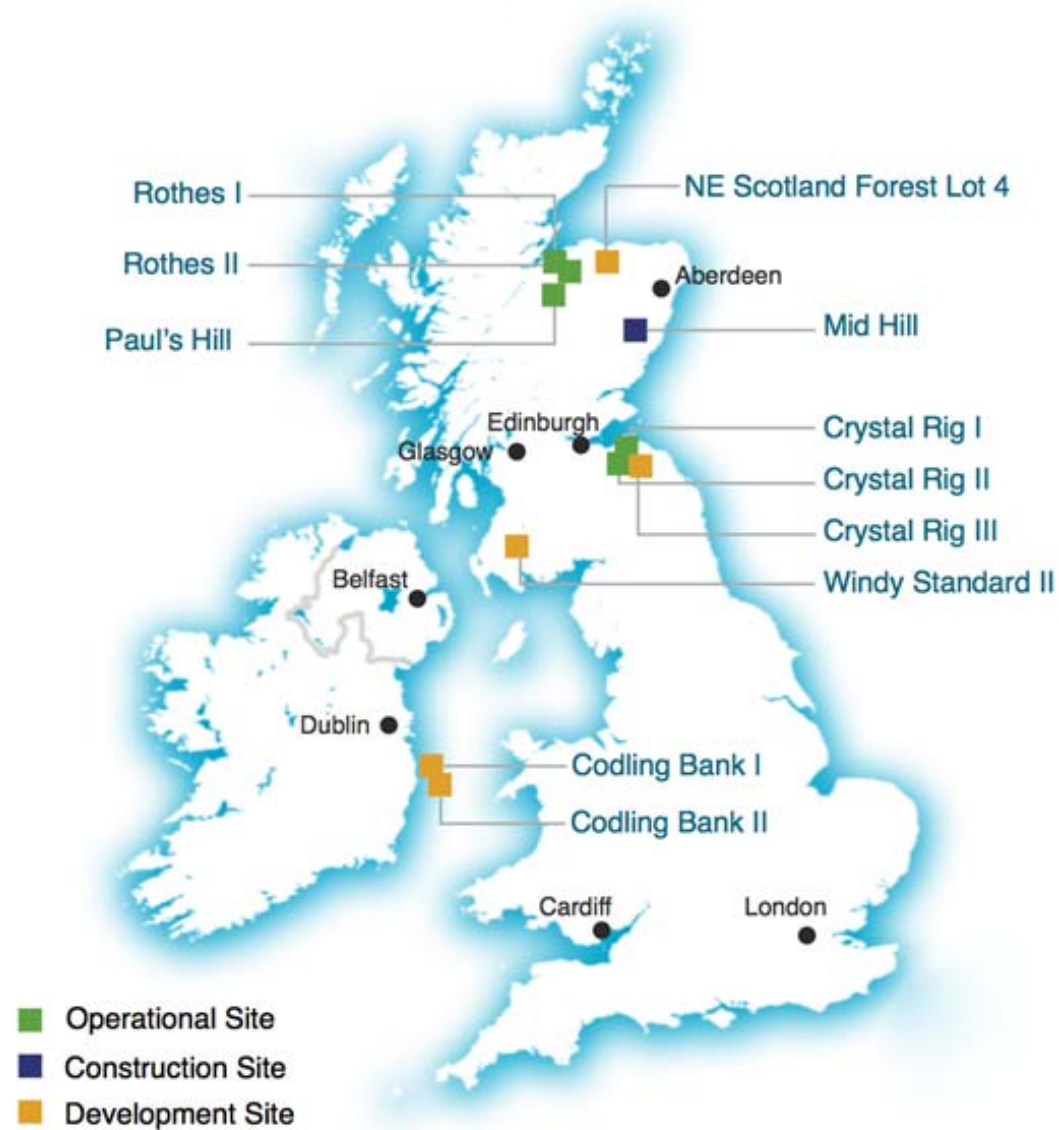 Rothes I
NE Scotland Forest Lot 4
Rothes II
Aberdeen
Paul's Hill
Mid Hill
Edinburgh
Crystal Rig I
Glasgow
Crystal Rig II
Crystal Rig III
Belfast
Windy Standard II
Dublin
Codling Bank I
Codling Bank II
Cardiff
London
Operational Site
Construction Site
Development Site